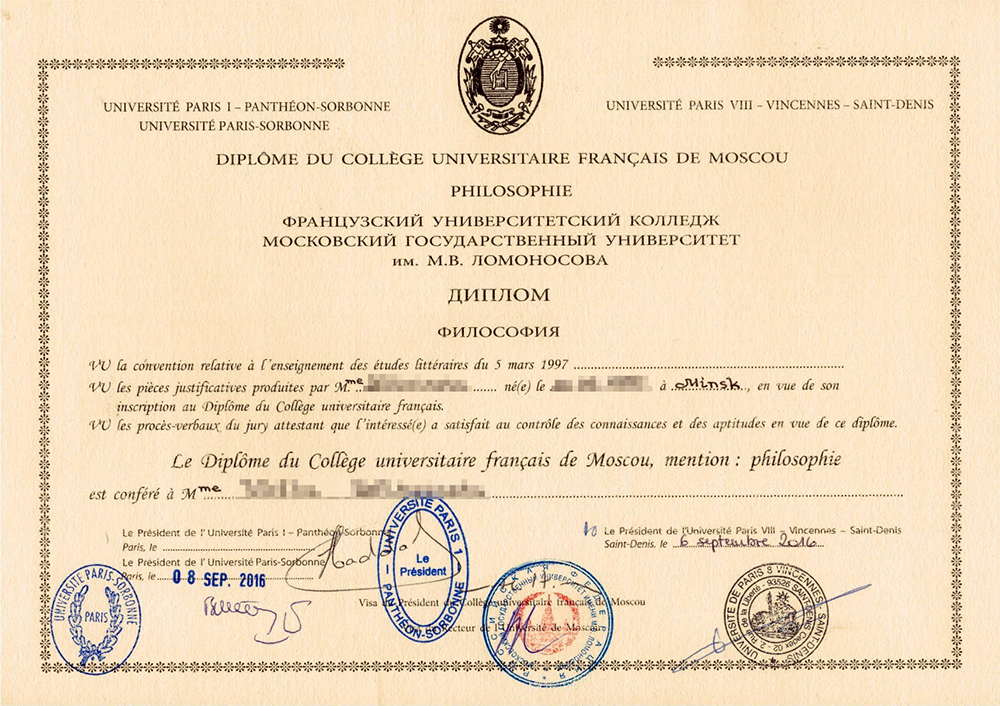 UNIVERSITÉ PARIS I – PANTHÉON-SORBONNE
UNIVERSITÉ PARIS-SORBONNE
UNIVERSITÉ PARIS VIII – VINCENNES – SAINT-DENIS
DIPLÔME DU COLLÈGE UNIVERSITAIRE FRANÇAIS DE MOSCOU
PHILOSOPHIE
ФРАНЦУЗСКИЙ УНИВЕРСИТЕТСКИЙ КОЛЛЕДЖ
МОСКОВСКИЙ ГОСУДАРСТВЕННЫЙ УНИВЕРСИТЕТ
им. М.В. ЛОМОНОСОВА
ДИПЛОМ
ФИЛОСОФИЯ
VU la convention relative à l'enseignement des études littéraires du 5 mars 1997
VU les pièces justificatives produites par M.me né(e) le à Minsk, en vue de son
inscription au Diplôme du Collège universitaire français.
VU les procès-verbaux du jury attestant que l'intéressé(e) a satisfait au contrôle des connaissances et des aptitudes en vue de ce diplôme.
Le Diplôme du Collège universitaire français de Moscou, mention : philosophie
est conféré à Mme
Le Président de l'Université Paris I – Panthéon-Sorbonne
Paris, le
Le Président de l'Université Paris-Sorbonne
Paris, le 08 SEP. 2016
Le Président de l'Université Paris VIII – Vincennes – Saint-Denis
Saint-Denis, le 6 septembre 2016
Visa du Président du Collège universitaire français de Moscou
Recteur de l'Université de Moscou
UNIVERSITÉ PARIS 1
Le
Président
PANTHÉON-SORBONNE
UNIVERSITÉ PARIS-SORBONNE
PARIS
UNIVERSITÉ DE PARIS 8 VINCENNES SAINT-DENIS